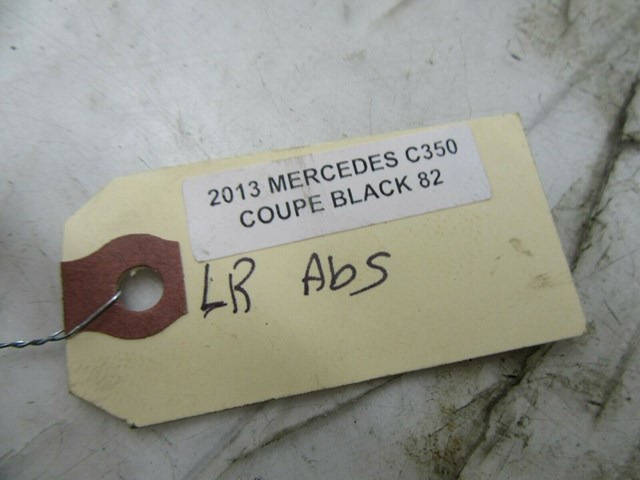 2013 MERCEDES C350
COUPE BLACK 82
LR AbS